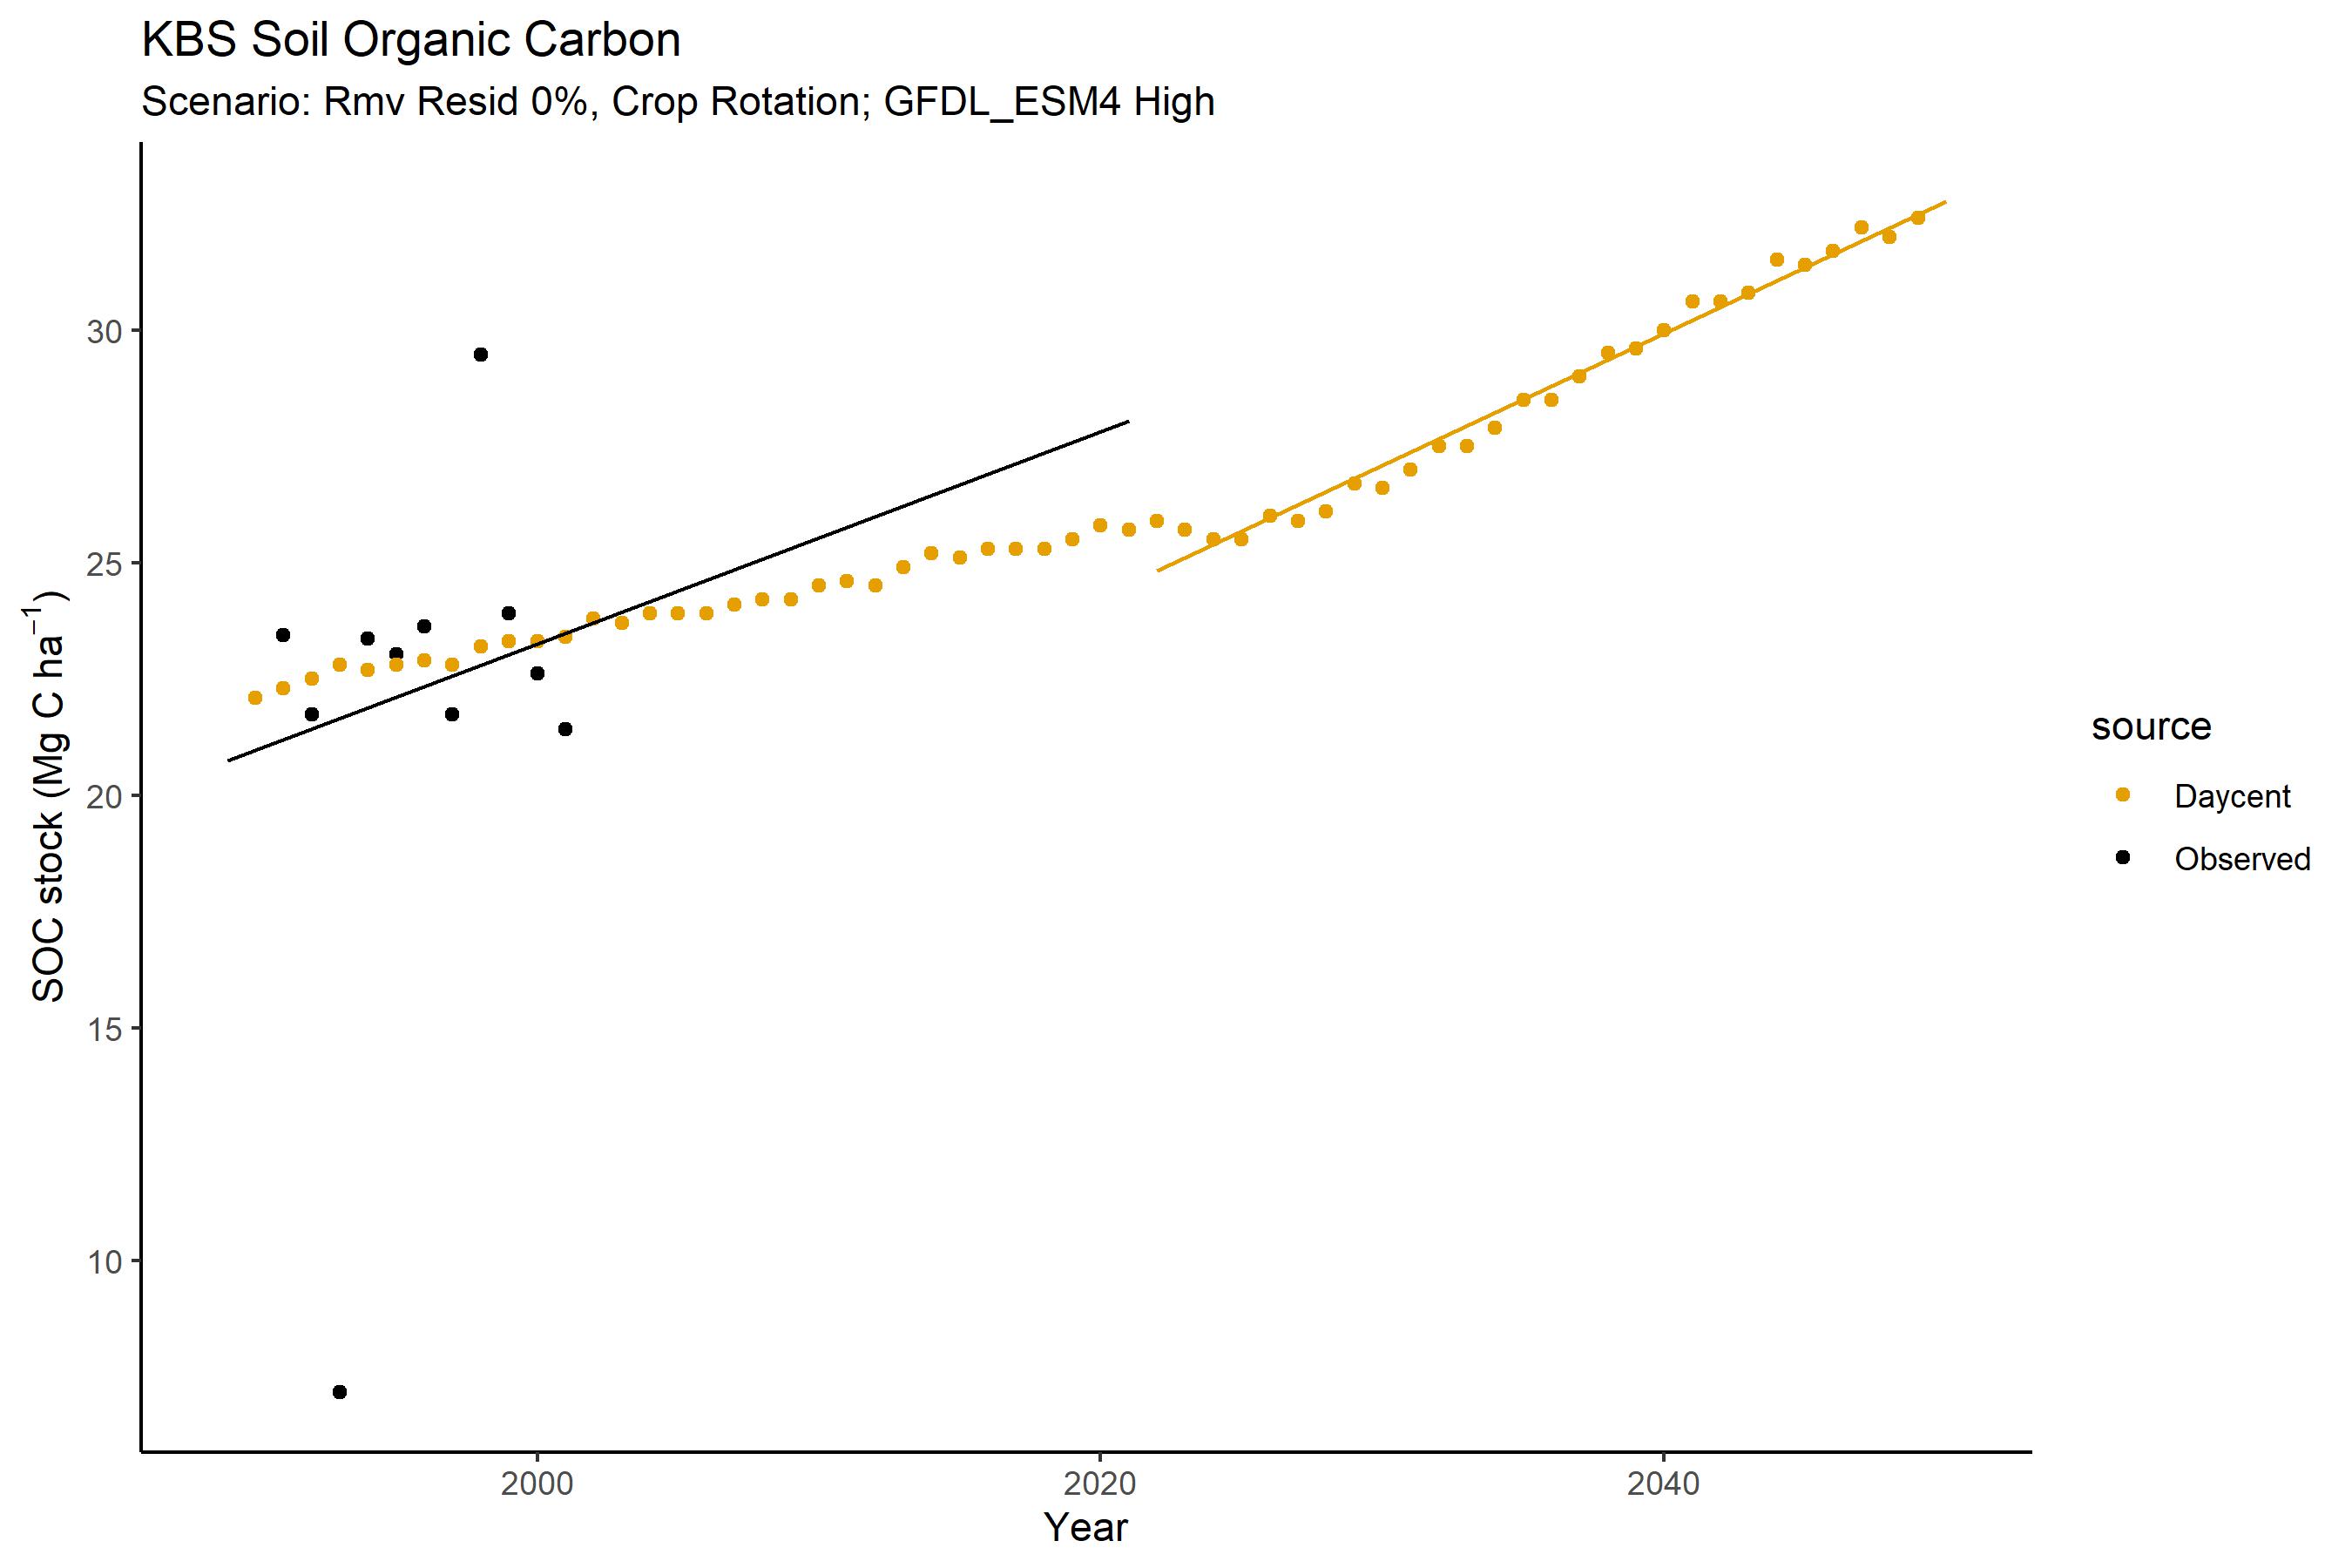 KBS Soil Organic Carbon
Scenario: Rmv Resid 0%, Crop Rotation; GFDL_ESM4 High
SOC stock (Mg C ha⁻¹)
30
25
20
15
10
2000
2020
2040
Year
source
Daycent
Observed